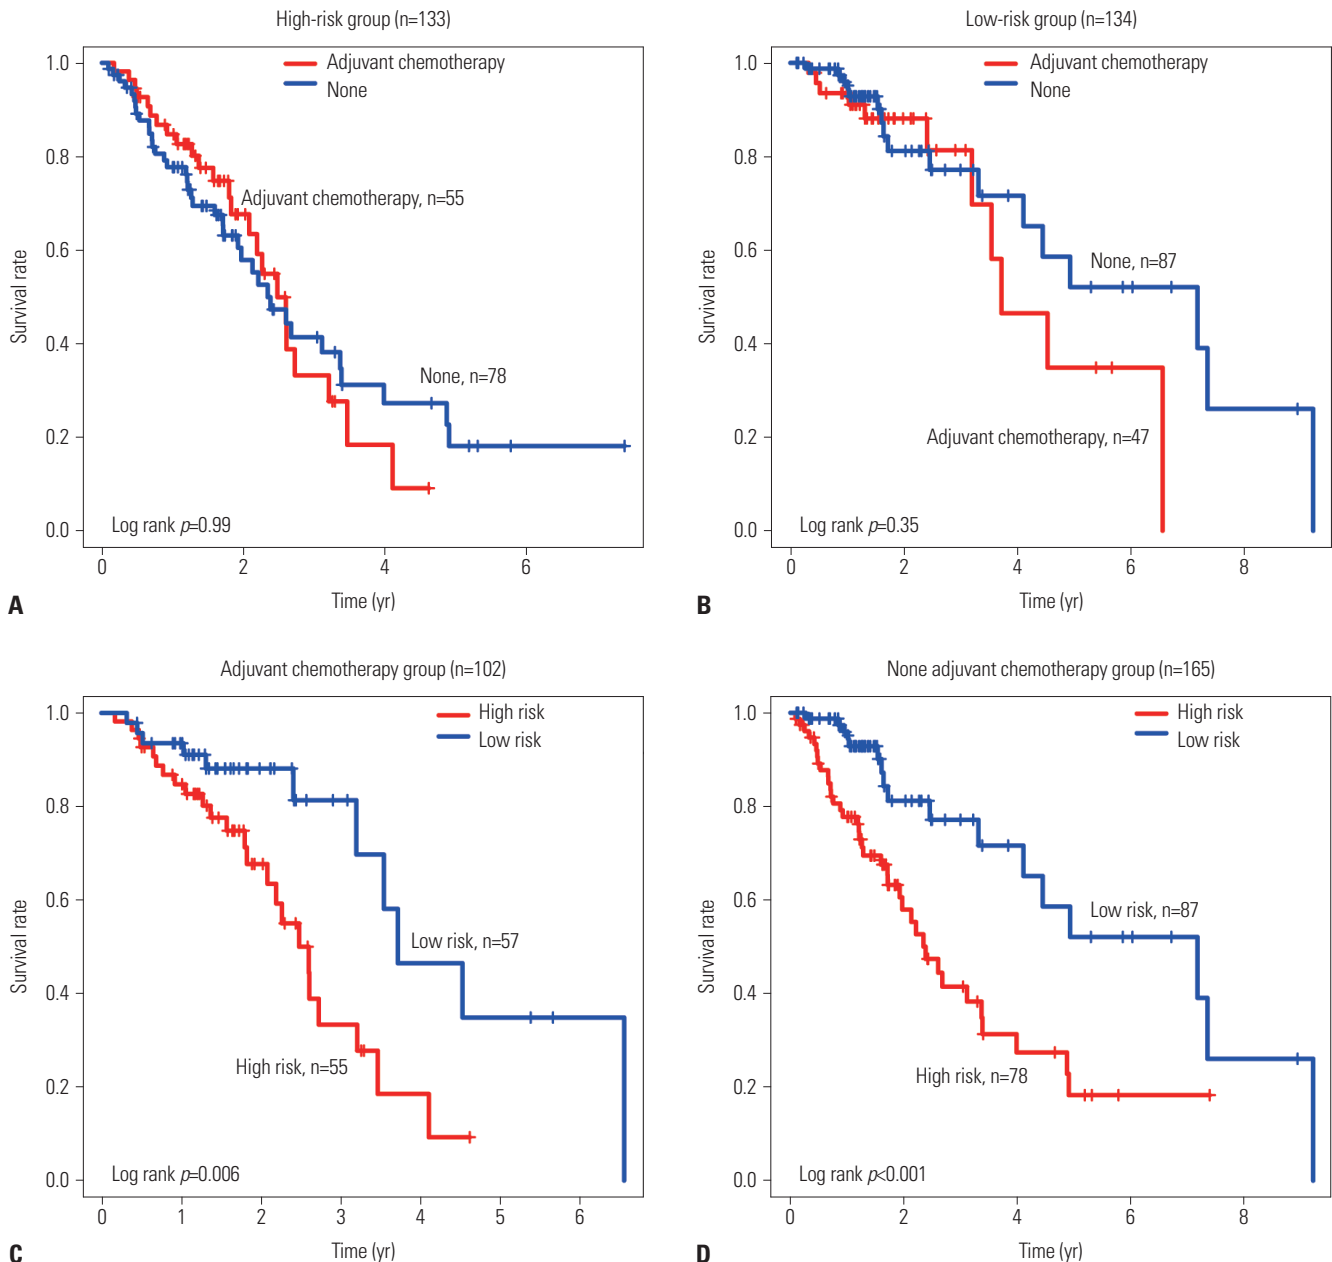 High-risk group (n=133)
Adjuvant chemotherapy
None
1.0
0.8
0.6
0.4
0.2
0.0
Survival rate
Adjuvant chemotherapy, n=55
None, n=78
Log rank p=0.99
0 2 4 6
Time (yr)
A
Low-risk group (n=134)
Adjuvant chemotherapy
None
1.0
0.8
0.6
0.4
0.2
0.0
Survival rate
None, n=87
Adjuvant chemotherapy, n=47
Log rank p=0.35
0 2 4 6 8
Time (yr)
B
Adjuvant chemotherapy group (n=102)
High risk
Low risk
1.0
0.8
0.6
0.4
0.2
0.0
Survival rate
Low risk, n=57
High risk, n=55
Log rank p=0.006
0 1 2 3 4 5 6
Time (yr)
C
None adjuvant chemotherapy group (n=165)
High risk
Low risk
1.0
0.8
0.6
0.4
0.2
0.0
Survival rate
Low risk, n=87
High risk, n=78
Log rank p<0.001
0 2 4 6 8
Time (yr)
D